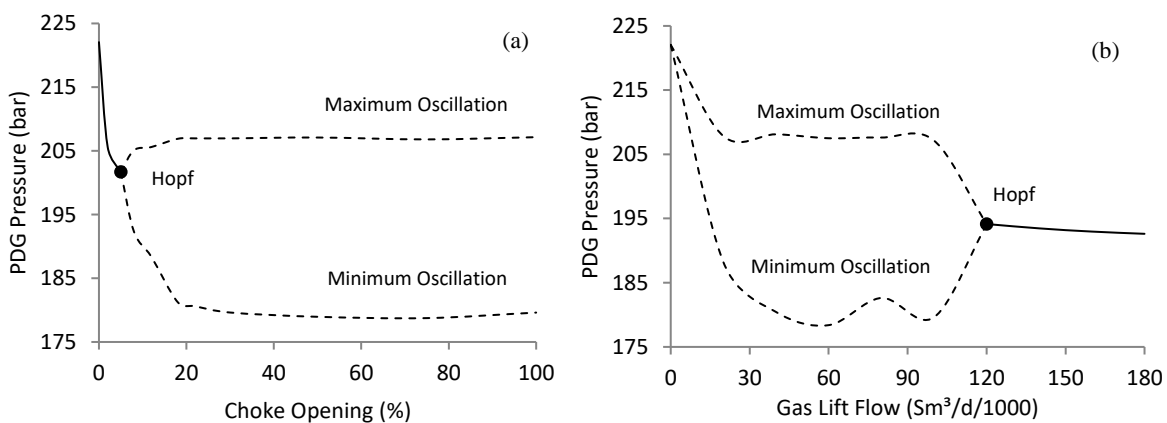 (a)
225
215
205
195
185
175
PDG Pressure (bar)
Maximum Oscillation
Hopf
Minimum Oscillation
0 20 40 60 80 100
Choke Opening (%)
(b)
225
215
205
195
185
175
PDG Pressure (bar)
Maximum Oscillation
Hopf
Minimum Oscillation
0 30 60 90 120 150 180
Gas Lift Flow (Sm³/d/1000)